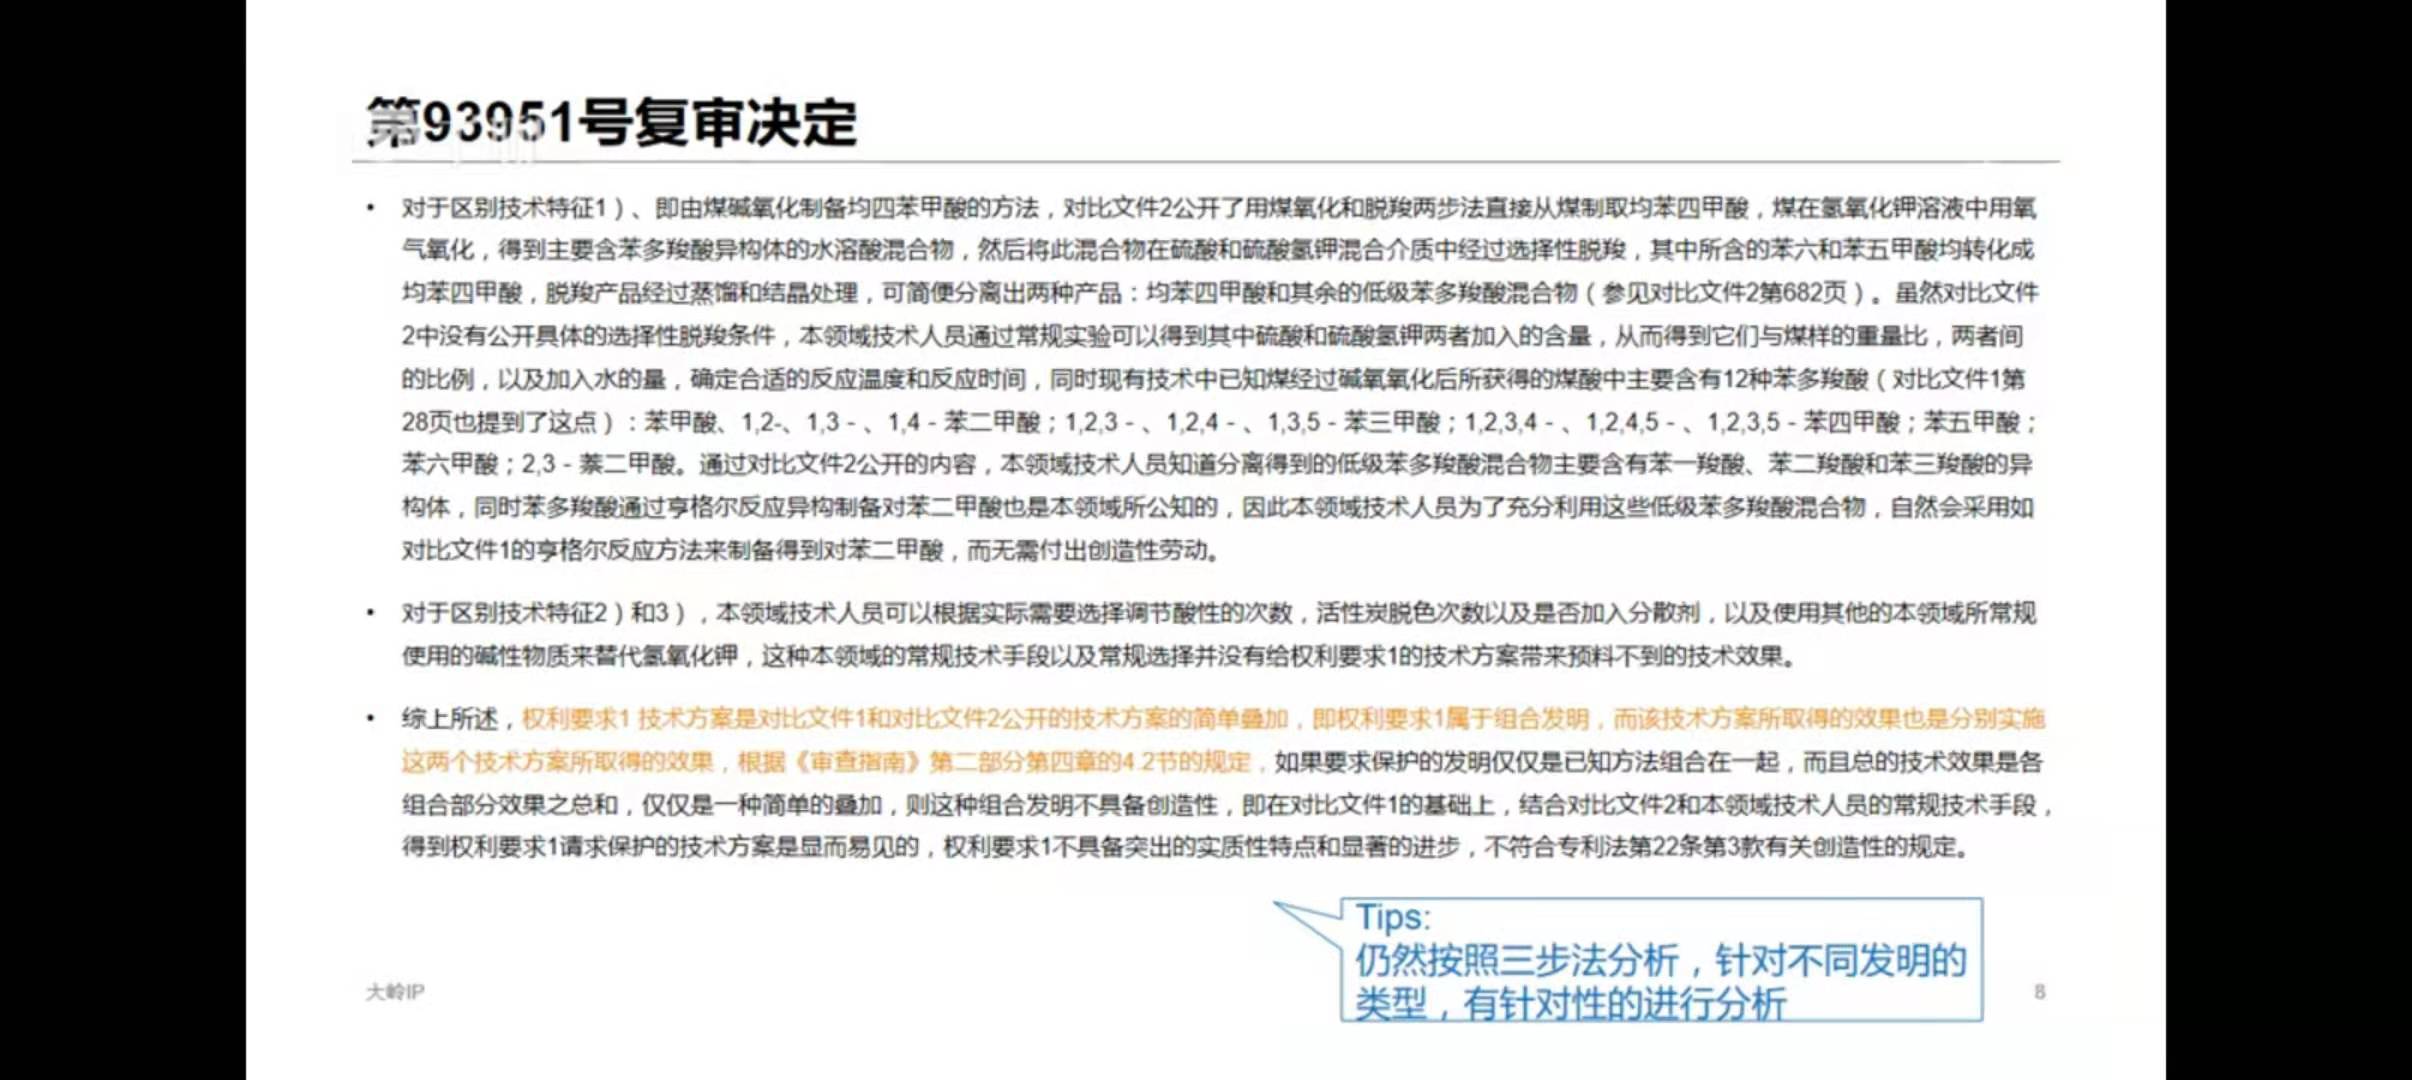 第93951号复审决定
• 对于区别技术特征1）、即由煤碱氧化制备均四苯甲酸的方法，对比文件2公开了用煤氧化和脱羧两步法直接从煤制取均苯四甲酸，煤在氢氧化钾溶液中用氧
气氧化，得到主要含苯多羧酸异构体的水溶酸混合物，然后将此混合物在硫酸和硫酸氢钾混合介质中经过选择性脱羧，其中所含的苯六和苯五甲酸均转化成
均苯四甲酸，脱羧产品经过蒸馏和结晶处理，可简便分离出两种产品：均苯四甲酸和其余的低级苯多羧酸混合物（参见对比文件2第682页）。虽然对比文件
2中没有公开具体的选择性脱羧条件，本领域技术人员通过常规实验可以得到其中硫酸和硫酸氢钾两者加入的含量，从而得到它们与煤样的重量比，两者间
的比例，以及加入水的量，确定合适的反应温度和反应时间，同时现有技术中已知煤经过碱氧氧化后所获得的煤酸中主要含有12种苯多羧酸（对比文件1第
28页也提到了这点）：苯甲酸、1,2-、1,3 - 、1,4 - 苯二甲酸；1,2,3 - 、1,2,4 - 、1,3,5 - 苯三甲酸；1,2,3,4 - 、1,2,4,5 - 、1,2,3,5 - 苯四甲酸；苯五甲酸；
苯六甲酸；2,3 - 萘二甲酸。通过对比文件2公开的内容，本领域技术人员知道分离得到的低级苯多羧酸混合物主要含有苯一羧酸、苯二羧酸和苯三羧酸的异
构体，同时苯多羧酸通过亨格尔反应异构制备对苯二甲酸也是本领域所公知的，因此本领域技术人员为了充分利用这些低级苯多羧酸混合物，自然会采用如
对比文件1的亨格尔反应方法来制备得到对苯二甲酸，而无需付出创造性劳动。
• 对于区别技术特征2）和3），本领域技术人员可以根据实际需要选择调节酸性的次数，活性炭脱色次数以及是否加入分散剂，以及使用其他的本领域所常规
使用的碱性物质来替代氢氧化钾，这种本领域的常规技术手段以及常规选择并没有给权利要求1的技术方案带来预料不到的技术效果。
• 综上所述，权利要求1 技术方案是对比文件1和对比文件2公开的技术方案的简单叠加，即权利要求1属于组合发明，而该技术方案所取得的效果也是分别实施
这两个技术方案所取得的效果，根据《审查指南》第二部分第四章的4.2节的规定，如果要求保护的发明仅仅是已知方法组合在一起，而且总的技术效果是各
组合部分效果之总和，仅仅是一种简单的叠加，则这种组合发明不具备创造性，即在对比文件1的基础上，结合对比文件2和本领域技术人员的常规技术手段，
得到权利要求1请求保护的技术方案是显而易见的，权利要求1不具备突出的实质性特点和显著的进步，不符合专利法第22条第3款有关创造性的规定。
Tips:
仍然按照三步法分析，针对不同发明的
类型，有针对性的进行分析
大岭IP
8